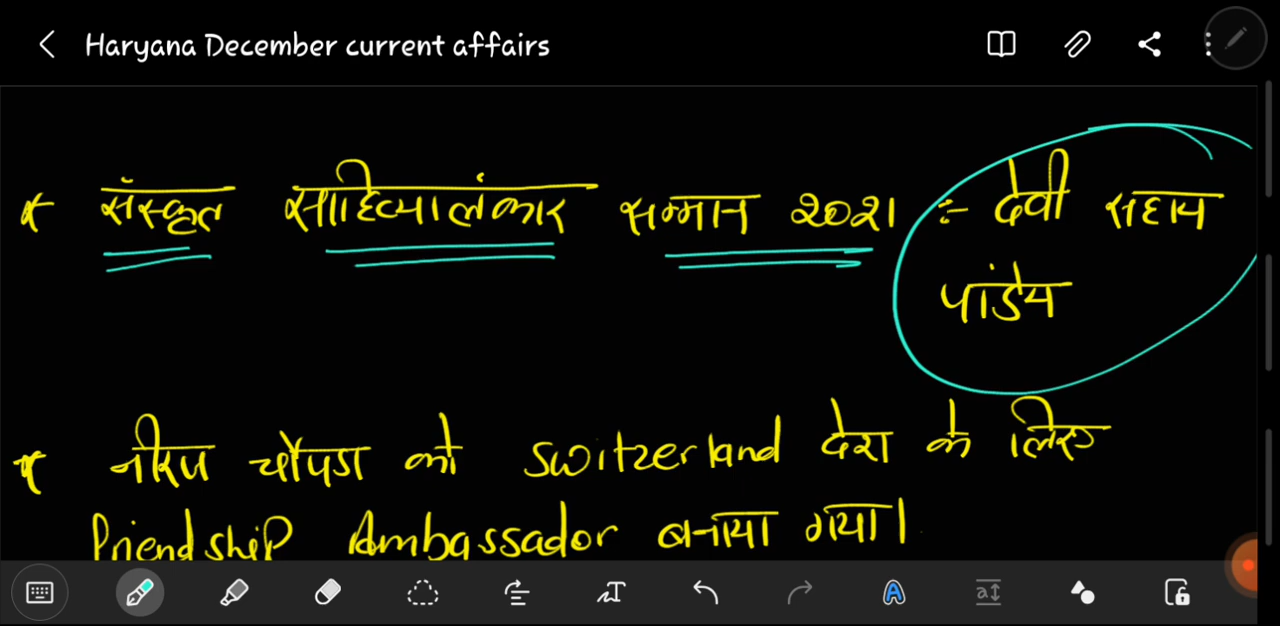 Haryana December current affairs
* संस्कृत साहित्यालंकार सम्मान 2021 :- देवी सहाय
पांडेय
* नीरज चोपडा को Switzerland देश के लिए
Friendship Ambassador बनाया गया।